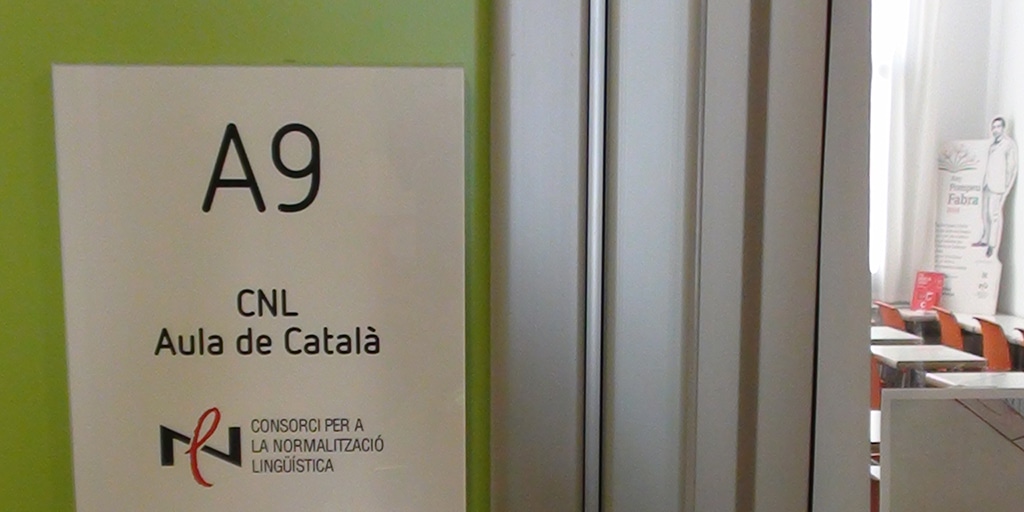 A9
CNL
Aula de Català
CONSORCI PER A
LA NORMALITZACIÓ
LINGÜÍSTICA
Any
Pompeu
Fabra